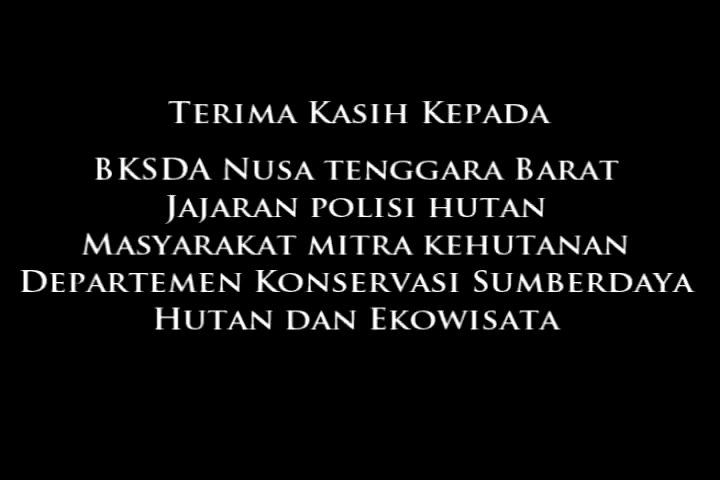 Terima Kasih Kepada
BKSDA Nusa tenggara Barat
Jajaran polisi hutan
Masyarakat mitra kehutanan
Departemen Konservasi Sumberdaya
Hutan dan Ekowisata